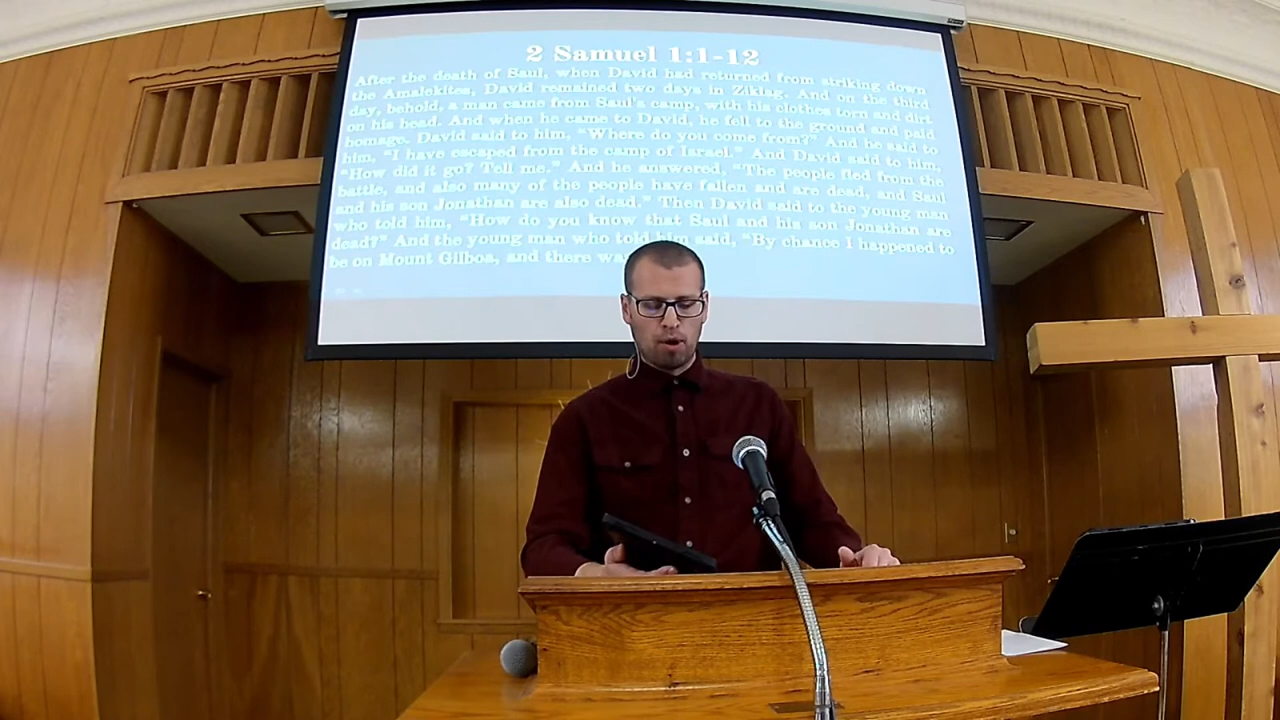 2 Samuel 1:1-12
After the death of Saul, when David had returned from striking down
the Amalekites, David remained two days in Ziklag. And on the third
day, behold, a man came from Saul's camp, with his clothes torn and dirt
on his head. And when he came to David, he fell to the ground and paid
homage. David said to him, "Where do you come from?" And he said to
him, "I have escaped from the camp of Israel." And David said to him,
"How did it go? Tell me." And he answered, "The people fled from the
battle, and also many of the people have fallen and are dead, and Saul
and his son Jonathan are also dead." Then David said to the young man
who told him, "How do you know that Saul and his son Jonathan are
dead?" And the young man who told him said, "By chance I happened to
be on Mount Gilboa, and there